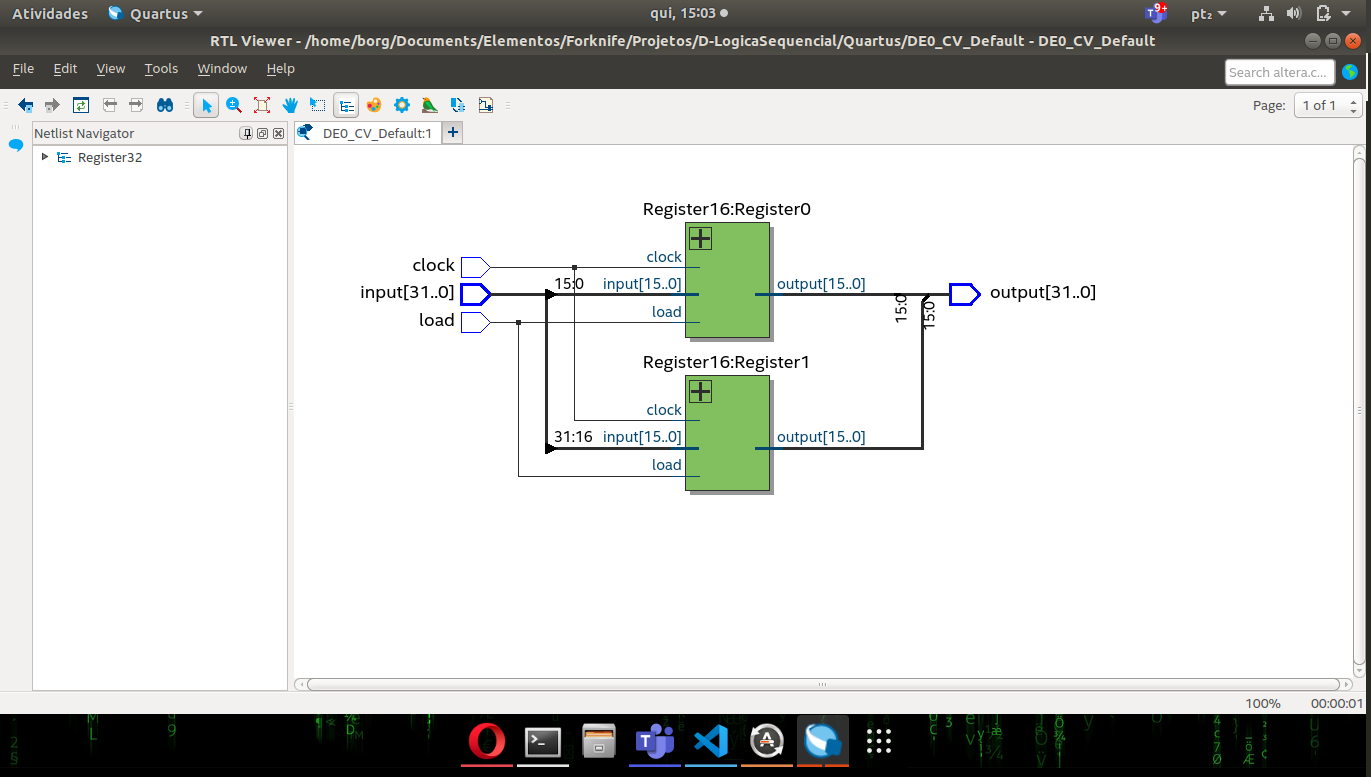 Atividades Quartus qui, 15:03 9+ pt₂
RTL Viewer - /home/borg/Documents/Elementos/Forknife/Projetos/D-LogicaSequencial/Quartus/DE0_CV_Default - DE0_CV_Default
File Edit View Tools Window Help Search altera.c...
Page: 1 of 1
Netlist Navigator DE0_CV_Default:1
Register32
Register16:Register0
clock clock
15:0 input[15..0] output[15..0]
input[31..0] output[31..0]
load load
15:0
15:0
Register16:Register1
clock
31:16 input[15..0] output[15..0]
load
100% 00:00:01